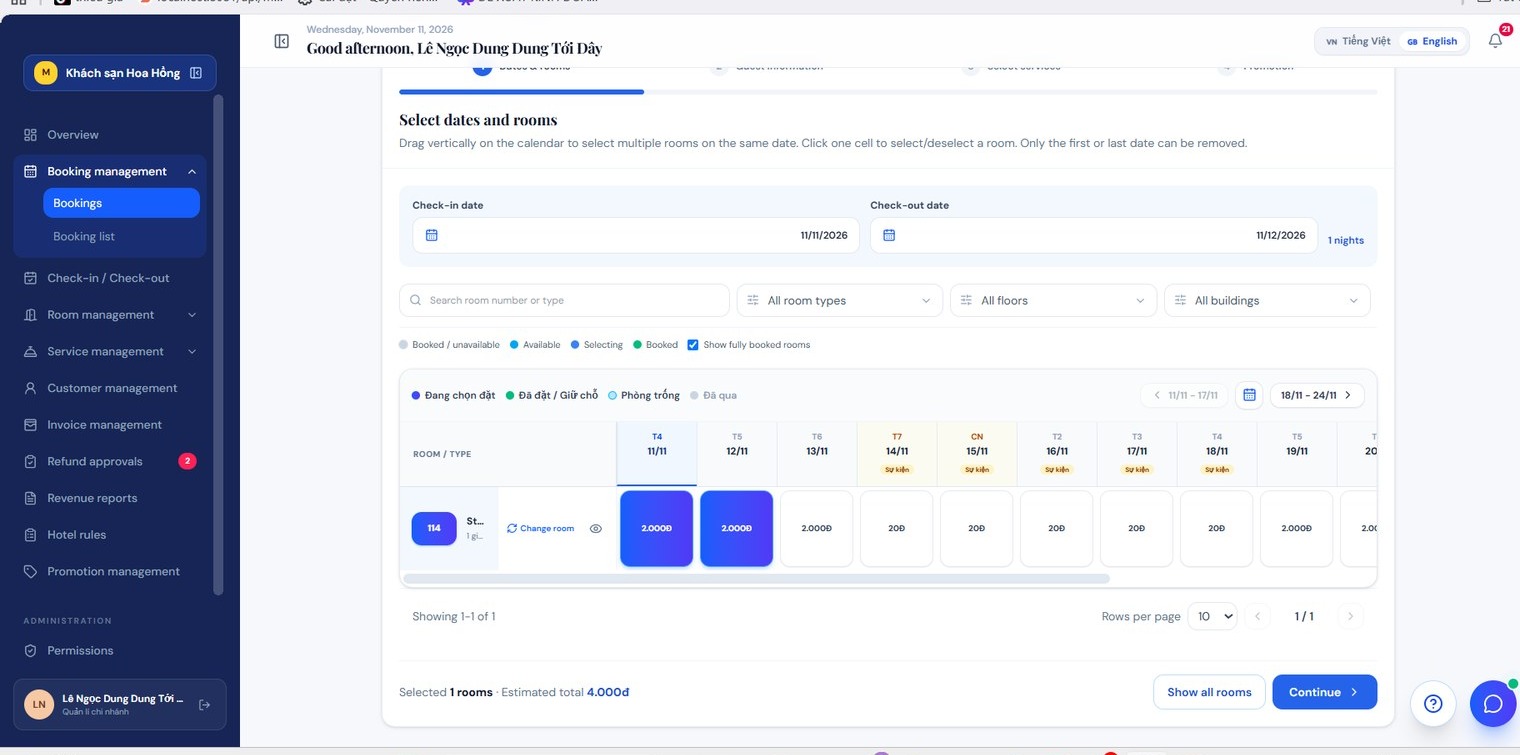 Wednesday, November 11, 2026
Good afternoon, Lê Ngọc Dung Dung Tới Đây
VN Tiếng Việt GB English
21
M Khách sạn Hoa Hồng
Overview
Booking management
Bookings
Booking list
Check-in / Check-out
Room management
Service management
Customer management
Invoice management
Refund approvals 2
Revenue reports
Hotel rules
Promotion management
ADMINISTRATION
Permissions
LN Lê Ngọc Dung Dung Tới ...
Quản lí chi nhánh
Select dates and rooms
Drag vertically on the calendar to select multiple rooms on the same date. Click one cell to select/deselect a room. Only the first or last date can be removed.
Check-in date
11/11/2026
Check-out date
11/12/2026
1 nights
Search room number or type
All room types
All floors
All buildings
Booked / unavailable Available Selecting Booked Show fully booked rooms
Đang chọn đặt Đã đặt / Giữ chỗ Phòng trống Đã qua
11/11 - 17/11 18/11 - 24/11
ROOM / TYPE
T4 T5 T6 T7 CN T2 T3 T4 T5
11/11 12/11 13/11 14/11 15/11 16/11 17/11 18/11 19/11
Sự kiện Sự kiện Sự kiện Sự kiện Sự kiện
114 St...
1 gi...
Change room
2.000Đ 2.000Đ 2.000Đ 20Đ 20Đ 20Đ 20Đ 20Đ 2.000Đ
Showing 1-1 of 1
Rows per page 10 1 / 1
Selected 1 rooms · Estimated total 4.000đ
Show all rooms
Continue